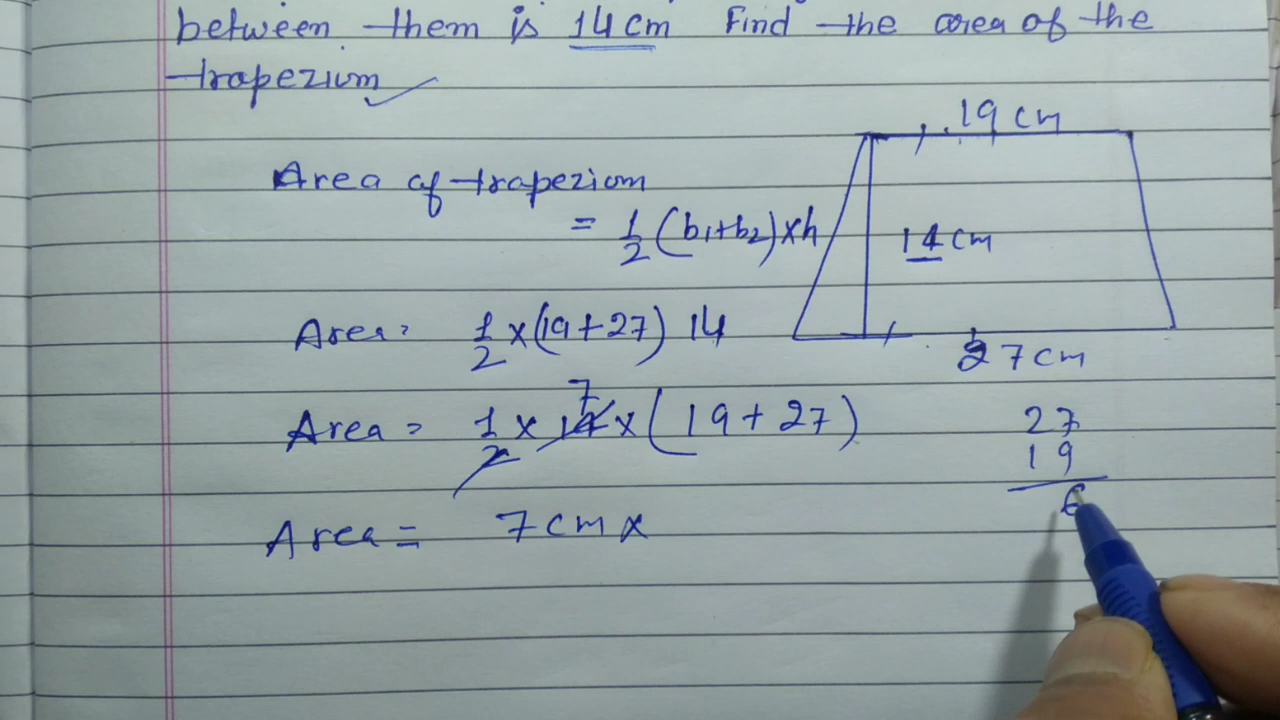 between them is 14 cm Find the area of the
trapezium
19 cm
Area of trapezium
= 1/2 (b1+b2) x h
14 cm
Area = 1/2 x (19+27) 14
27 cm
Area = 1/2 x 14 x (19+27)
7
27
19
6
Area = 7 cm x